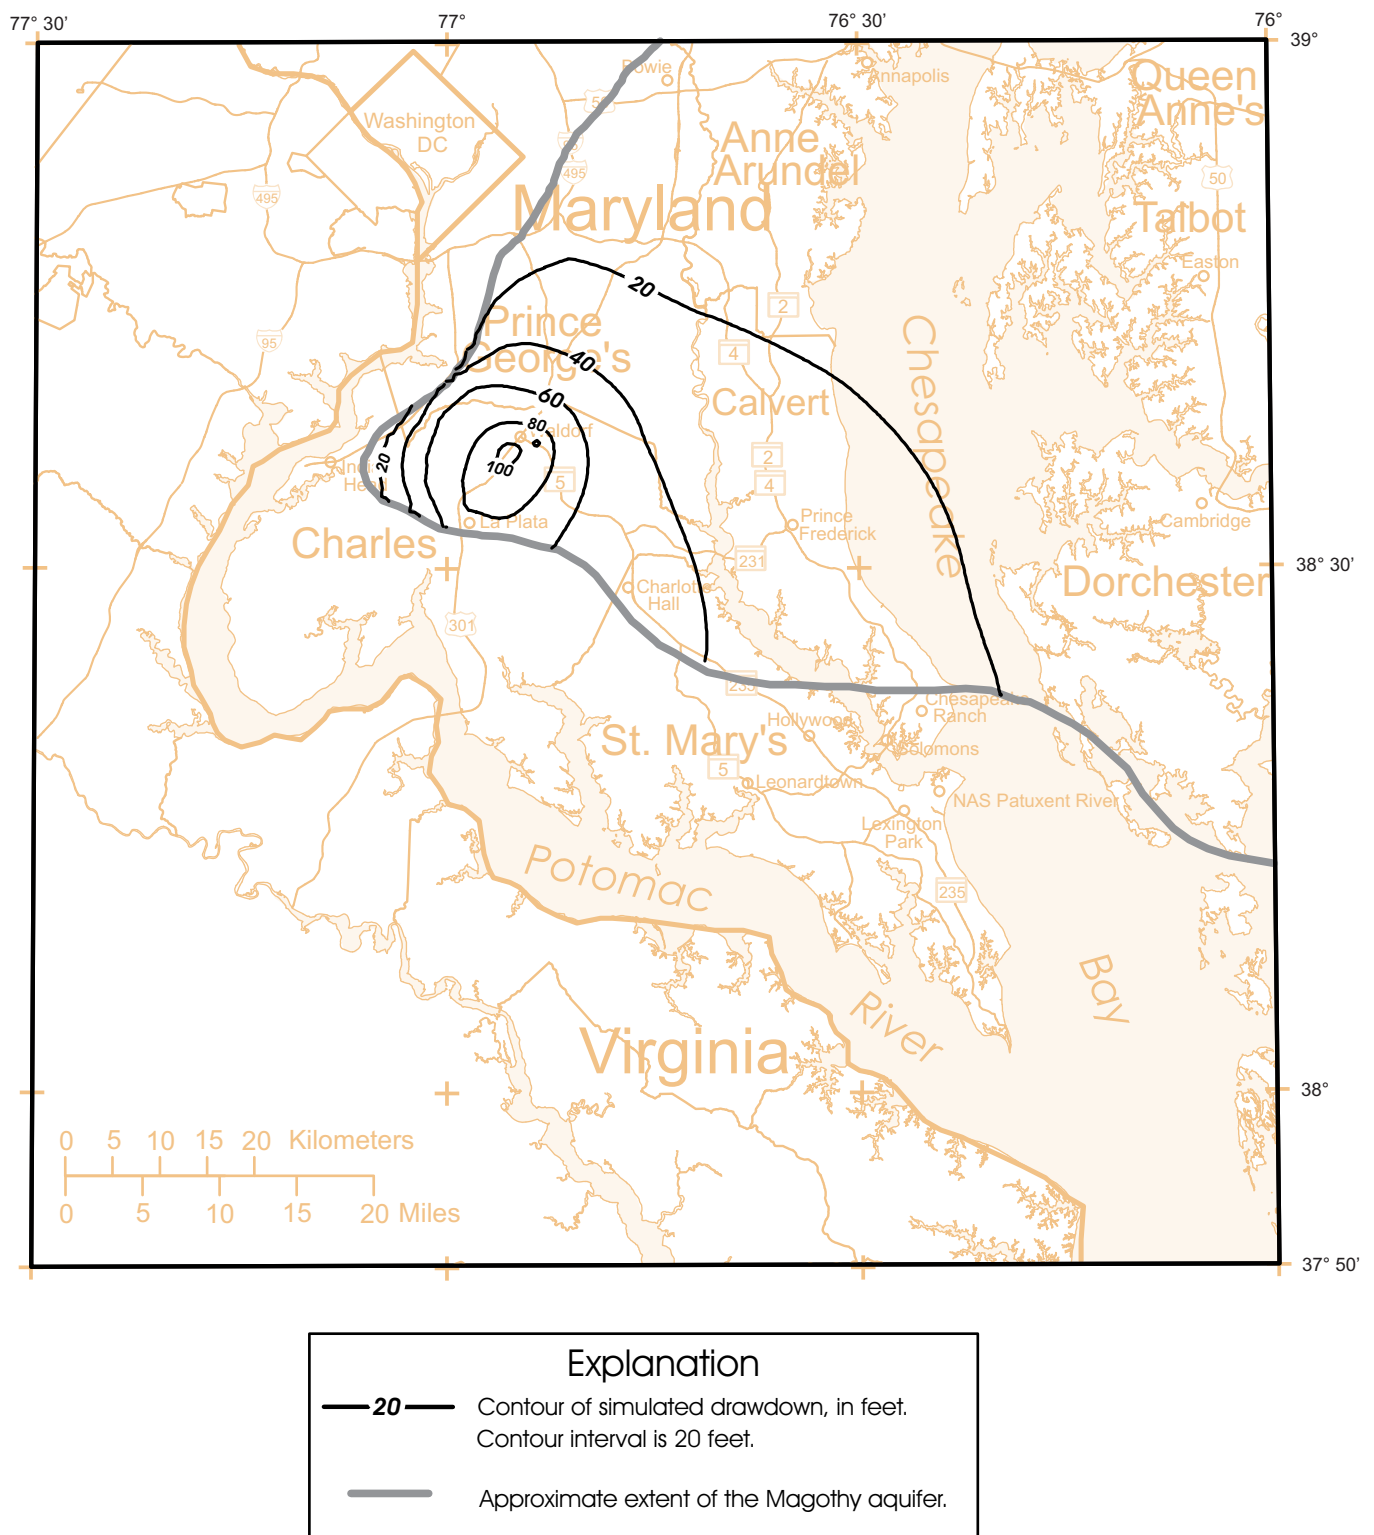 77° 30’
77°
76° 30’
76°
39°
Bowie
Annapolis
Queen
Anne's
50
Washington
DC
Anne
Arundel
495
495
50
Maryland
Talbot
Easton
20
2
95
Prince
George's
4
40
Chesapeake
60
Calvert
80
Waldorf
20
100
2
Indian
Head
5
4
La Plata
Prince
Frederick
Cambridge
Charles
231
38° 30’
Charlotte
Hall
Dorchester
301
235
Chesapeake
Ranch
Hollywood
St. Mary's
Solomons
5
Leonardtown
NAS Patuxent River
Lexington
Park
Potomac
235
Bay
River
Virginia
38°
0 5 10 15 20 Kilometers
0 5 10 15 20 Miles
37° 50’
Explanation
20
Contour of simulated drawdown, in feet.
Contour interval is 20 feet.
Approximate extent of the Magothy aquifer.